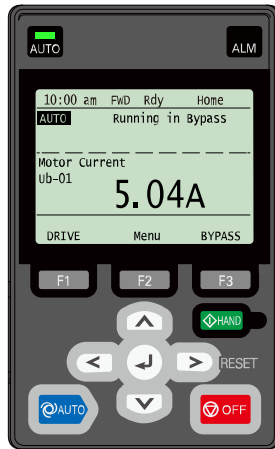 AUTO
ALM
10:00 am FWD Rdy Home
AUTO Running in Bypass
Motor Current
Ub-01
5.04A
DRIVE Menu BYPASS
F1 F2 F3
HAND
RESET
AUTO
OFF